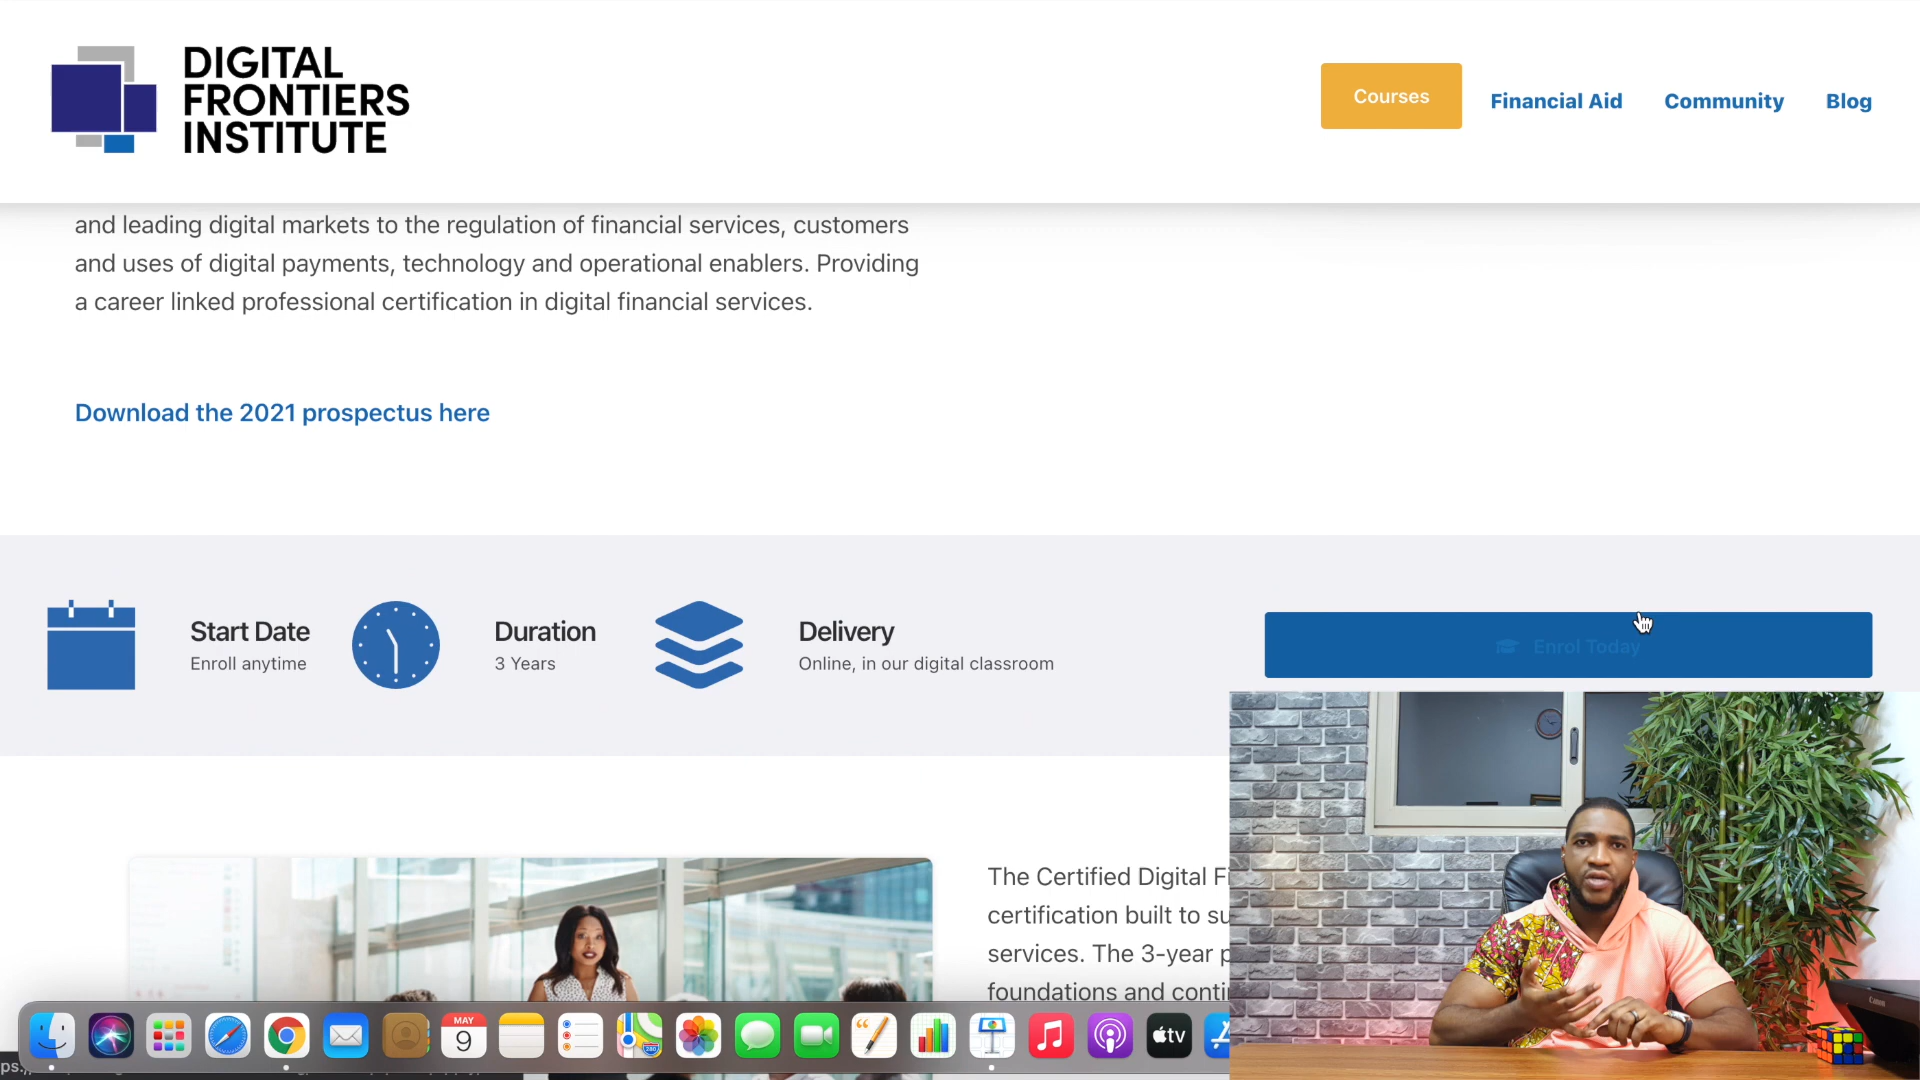 DIGITAL
FRONTIERS
INSTITUTE
Courses
Financial Aid
Community
Blog
and leading digital markets to the regulation of financial services, customers
and uses of digital payments, technology and operational enablers. Providing
a career linked professional certification in digital financial services.
Download the 2021 prospectus here
Start Date
Enroll anytime
Duration
3 Years
Delivery
Online, in our digital classroom
Enrol Today
The Certified Digital
certification built to
services. The 3-year
foundations and
MAY
9
280
tv
Canon